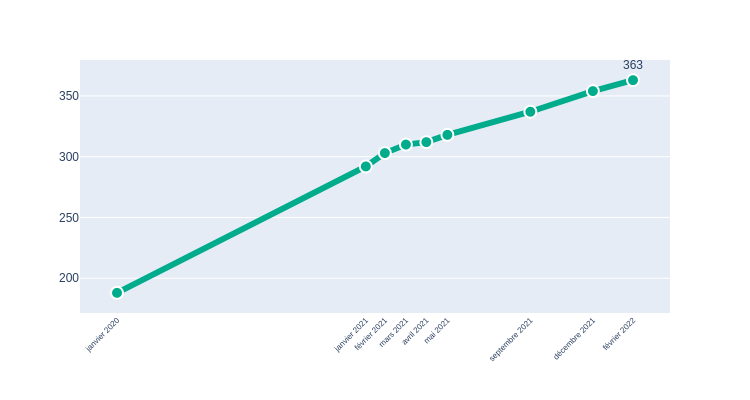 363
350
300
250
200
janvier 2020
janvier 2021
février 2021
mars 2021
avril 2021
mai 2021
septembre 2021
décembre 2021
février 2022